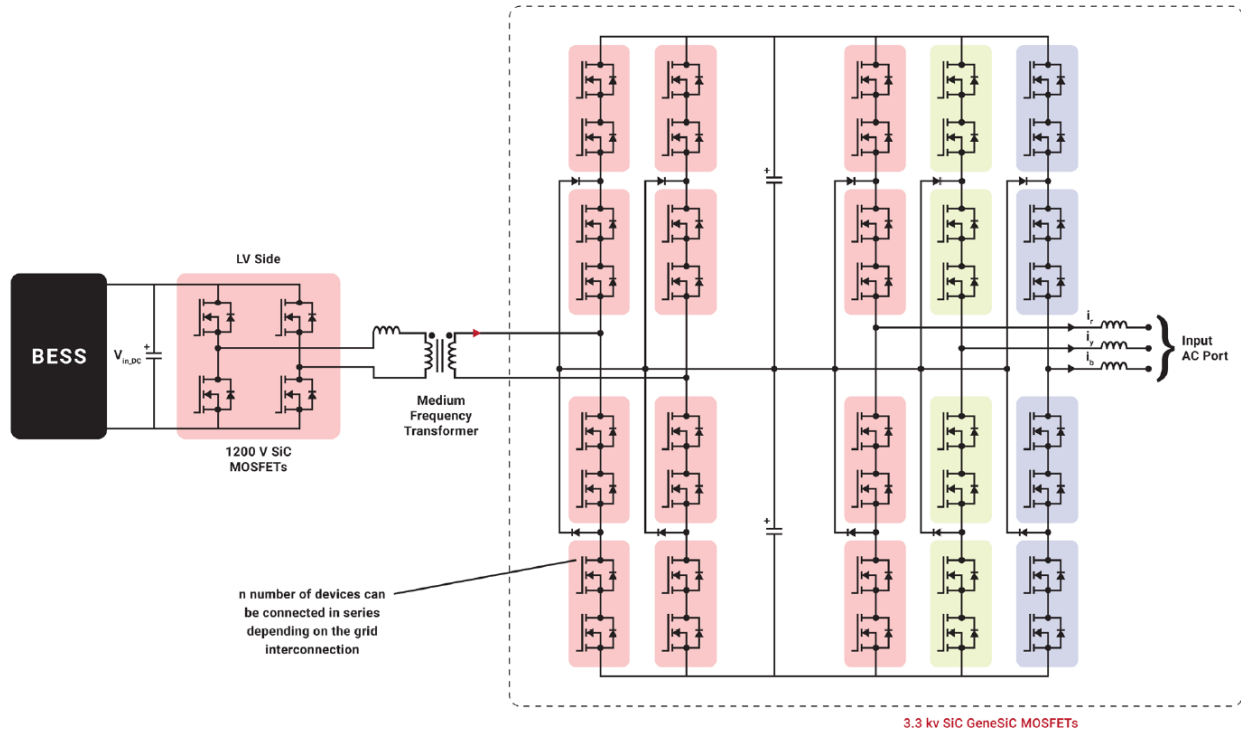 LV Side
BESS
V in_DC
+
1200 V SiC
MOSFETs
Medium
Frequency
Transformer
n number of devices can
be connected in series
depending on the grid
interconnection
+
+
i r
i y
i b
Input
AC Port
3.3 kv SiC GeneSiC MOSFETs